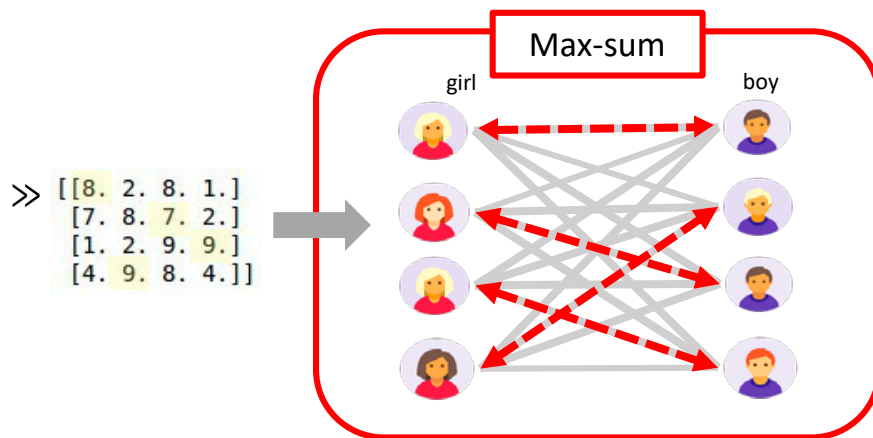 Max-sum
girl boy
≫ [[8. 2. 8. 1.]
[7. 8. 7. 2.]
[1. 2. 9. 9.]
[4. 9. 8. 4.]]